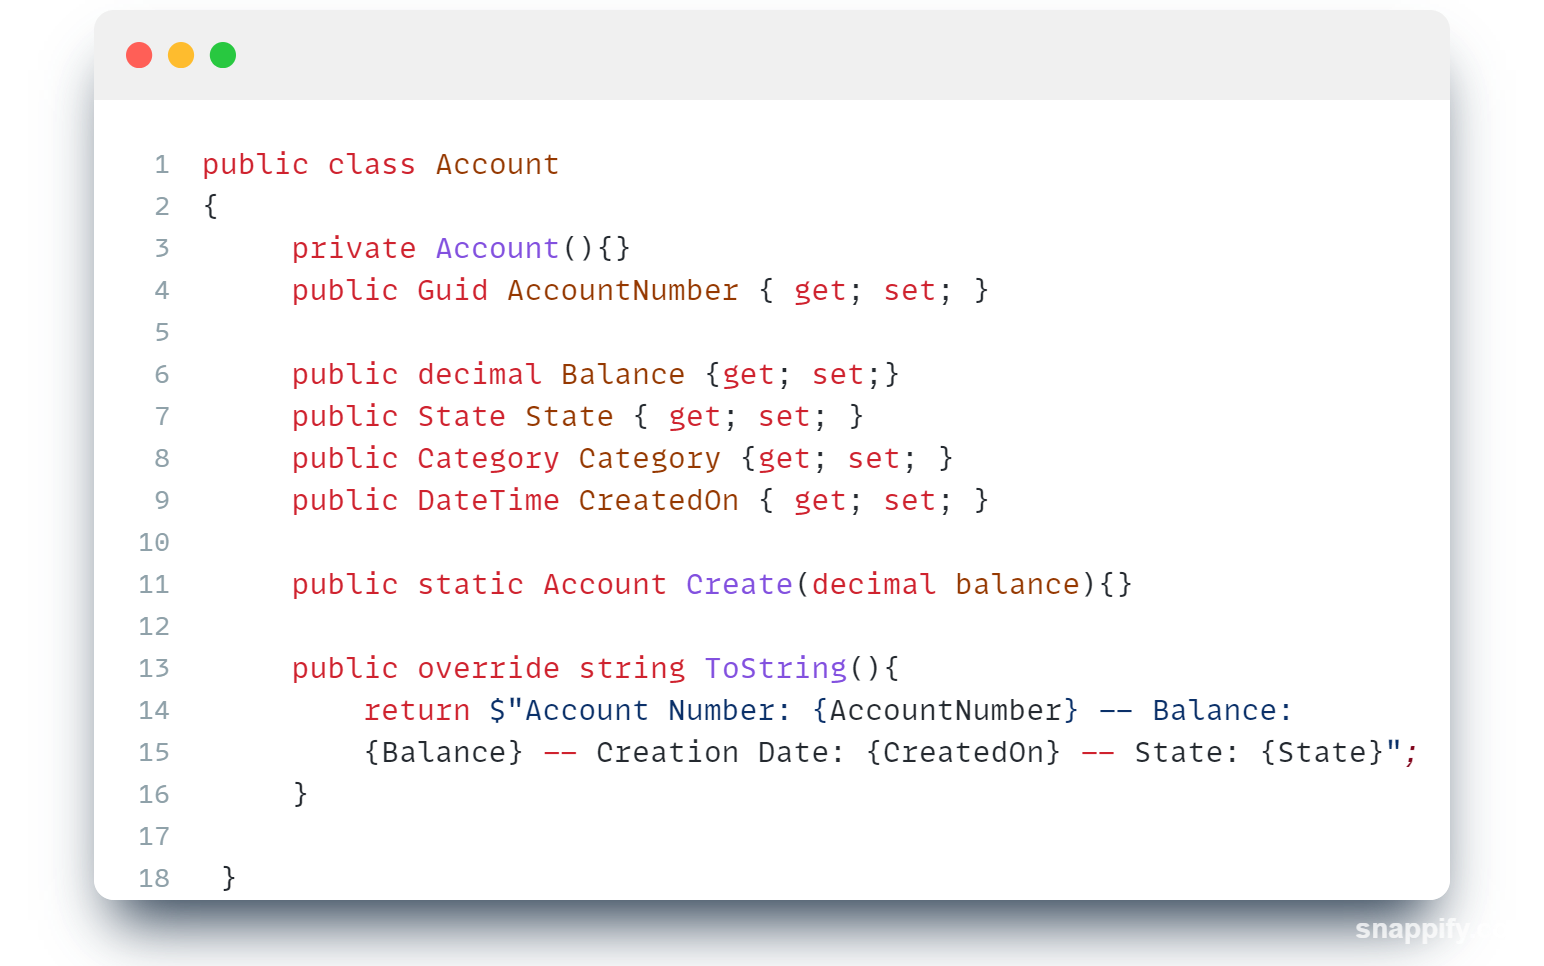 1 public class Account
2 {
3 private Account(){}
4 public Guid AccountNumber { get; set; }
5
6 public decimal Balance {get; set;}
7 public State State { get; set; }
8 public Category Category {get; set; }
9 public DateTime CreatedOn { get; set; }
10
11 public static Account Create(decimal balance){}
12
13 public override string ToString(){
14 return $"Account Number: {AccountNumber} -- Balance:
15 {Balance} -- Creation Date: {CreatedOn} -- State: {State}";
16 }
17
18 }
snappify